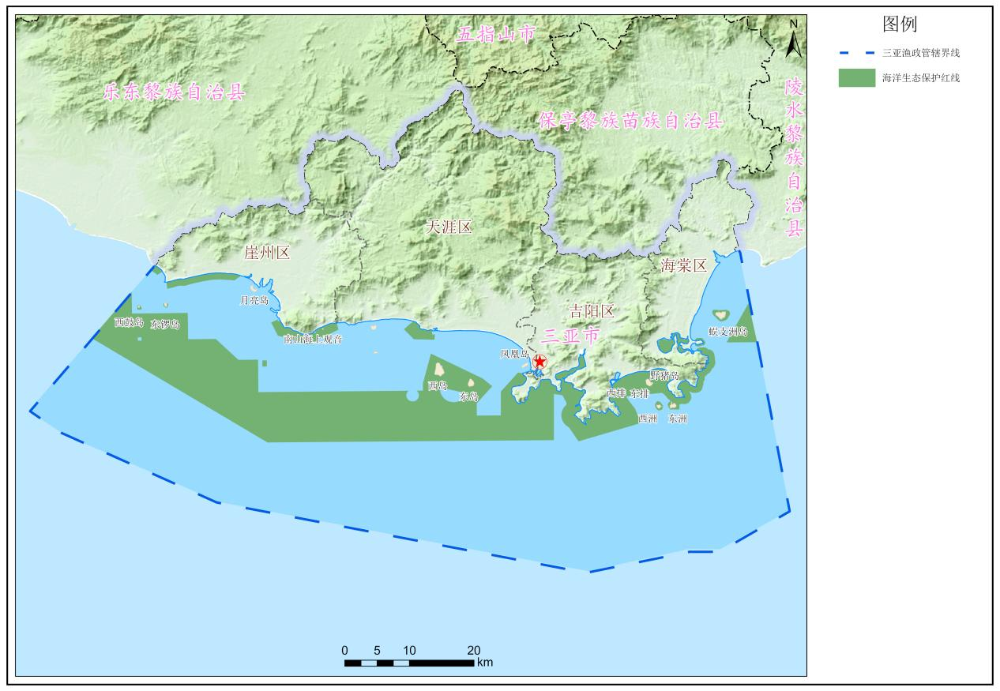 图例
三亚渔政管辖界线
海洋生态保护红线
N
五指山市
乐东黎族自治县
保亭黎族苗族自治县
陵水黎族自治县
天涯区
崖州区
海棠区
吉阳区
三亚市
月亮岛
西鼓岛
东锣岛
南山海上观音
蜈支洲岛
凤凰岛
西岛
东岛
野猪岛
西排
东排
西洲
东洲
0 5 10 20
km